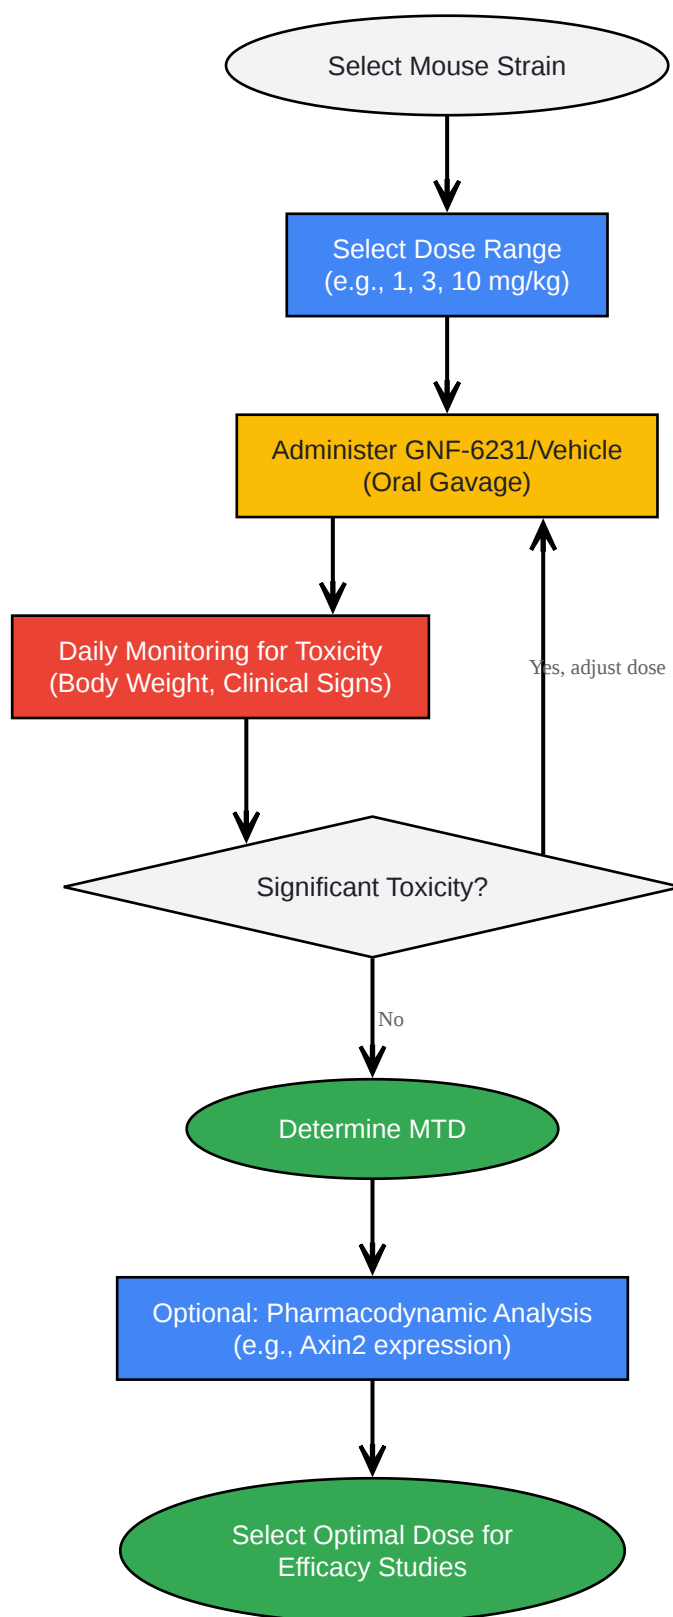 Select Mouse Strain
Select Dose Range
(e.g., 1, 3, 10 mg/kg)
Administer GNF-6231/Vehicle
(Oral Gavage)
Daily Monitoring for Toxicity
(Body Weight, Clinical Signs)
Yes, adjust dose
Significant Toxicity?
No
Determine MTD
Optional: Pharmacodynamic Analysis
(e.g., Axin2 expression)
Select Optimal Dose for
Efficacy Studies